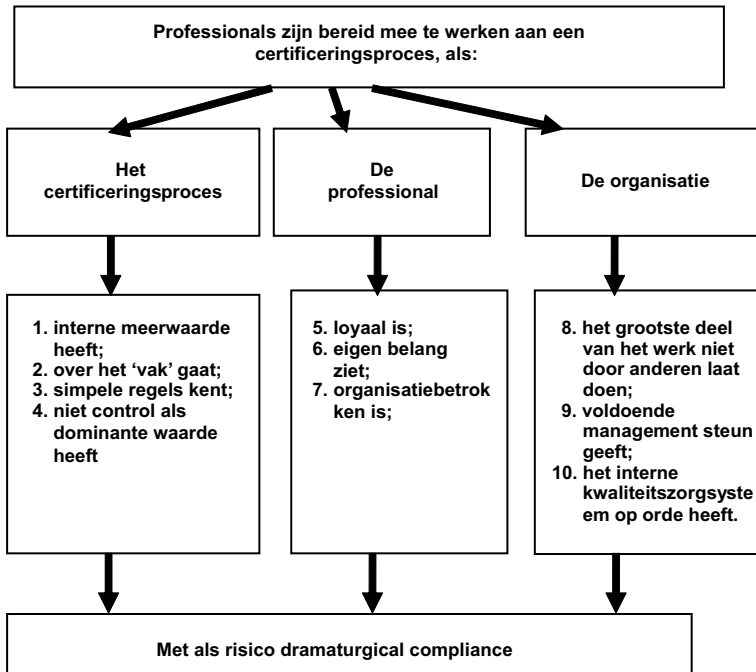 Professionals zijn bereid mee te werken aan een
certificeringsproces, als:
Het
certificeringsproces
De
professional
De organisatie
1. interne meerwaarde
heeft;
2. over het ‘vak’ gaat;
3. simpele regels kent;
4. niet control als
dominante waarde
heeft
5. loyaal is;
6. eigen belang
ziet;
7. organisatiebetrok
ken is;
8. het grootste deel
van het werk niet
door anderen laat
doen;
9. voldoende
management steun
geeft;
10. het interne
kwaliteitszorgsyste
em op orde heeft.
Met als risico dramaturgical compliance